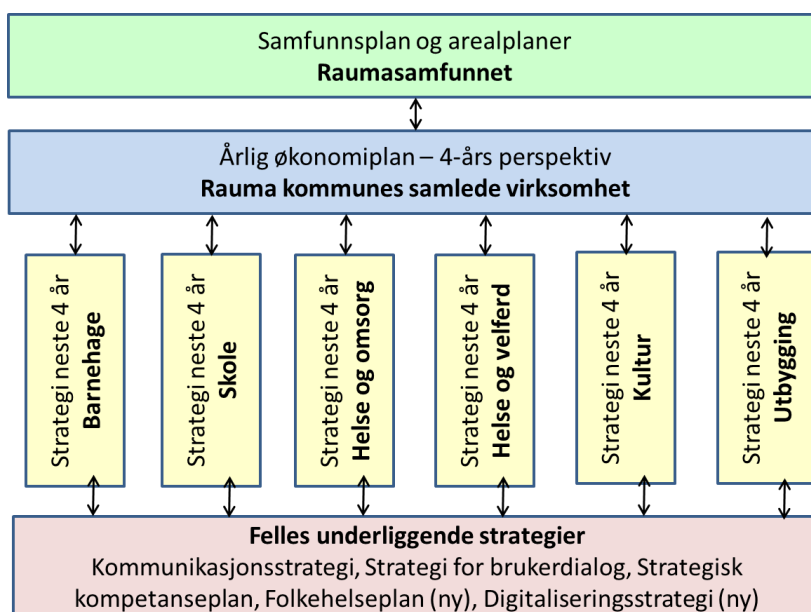 Samfunnsplan og arealplaner
Raumasamfunnet
Årlig økonomiplan – 4-års perspektiv
Rauma kommunes samlede virksomhet
Strategi neste 4 år
Barnehage
Strategi neste 4 år
Skole
Strategi neste 4 år
Helse og omsorg
Strategi neste 4 år
Helse og velferd
Strategi neste 4 år
Kultur
Strategi neste 4 år
Utbygging
Felles underliggende strategier
Kommunikasjonsstrategi, Strategi for brukerdialog, Strategisk
kompetanseplan, Folkehelseplan (ny), Digitaliseringsstrategi (ny)